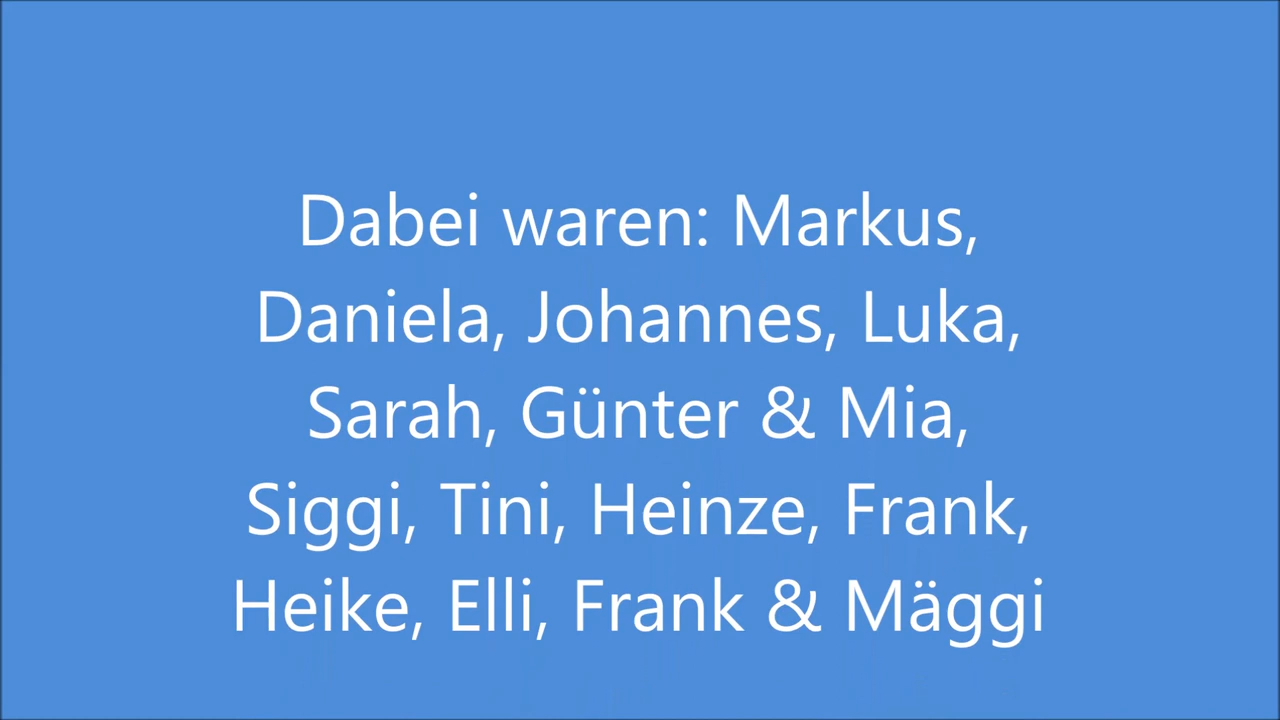 Dabei waren: Markus,
Daniela, Johannes, Luka,
Sarah, Günter & Mia,
Siggi, Tini, Heinze, Frank,
Heike, Elli, Frank & Mäggi